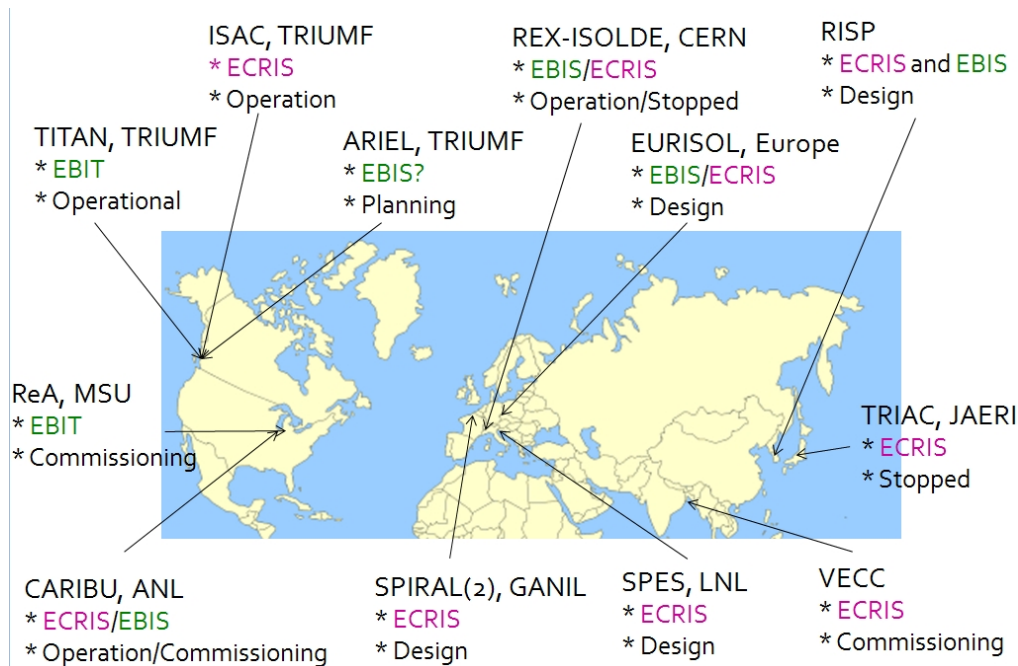 ISAC, TRIUMF
* ECRIS
* Operation
REX-ISOLDE, CERN
* EBIS/ECRIS
* Operation/Stopped
RISP
* ECRIS and EBIS
* Design
TITAN, TRIUMF
* EBIT
* Operational
ARIEL, TRIUMF
* EBIS?
* Planning
EURISOL, Europe
* EBIS/ECRIS
* Design
ReA, MSU
* EBIT
* Commissioning
TRIAC, JAERI
* ECRIS
* Stopped
CARIBU, ANL
* ECRIS/EBIS
* Operation/Commissioning
SPIRAL(2), GANIL
* ECRIS
* Design
SPES, LNL
* ECRIS
* Design
VECC
* ECRIS
* Commissioning